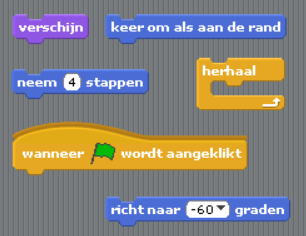 verschijn
keer om als aan de rand
herhaal
neem 4 stappen
wanneer wordt aangeklikt
richt naar -60 graden